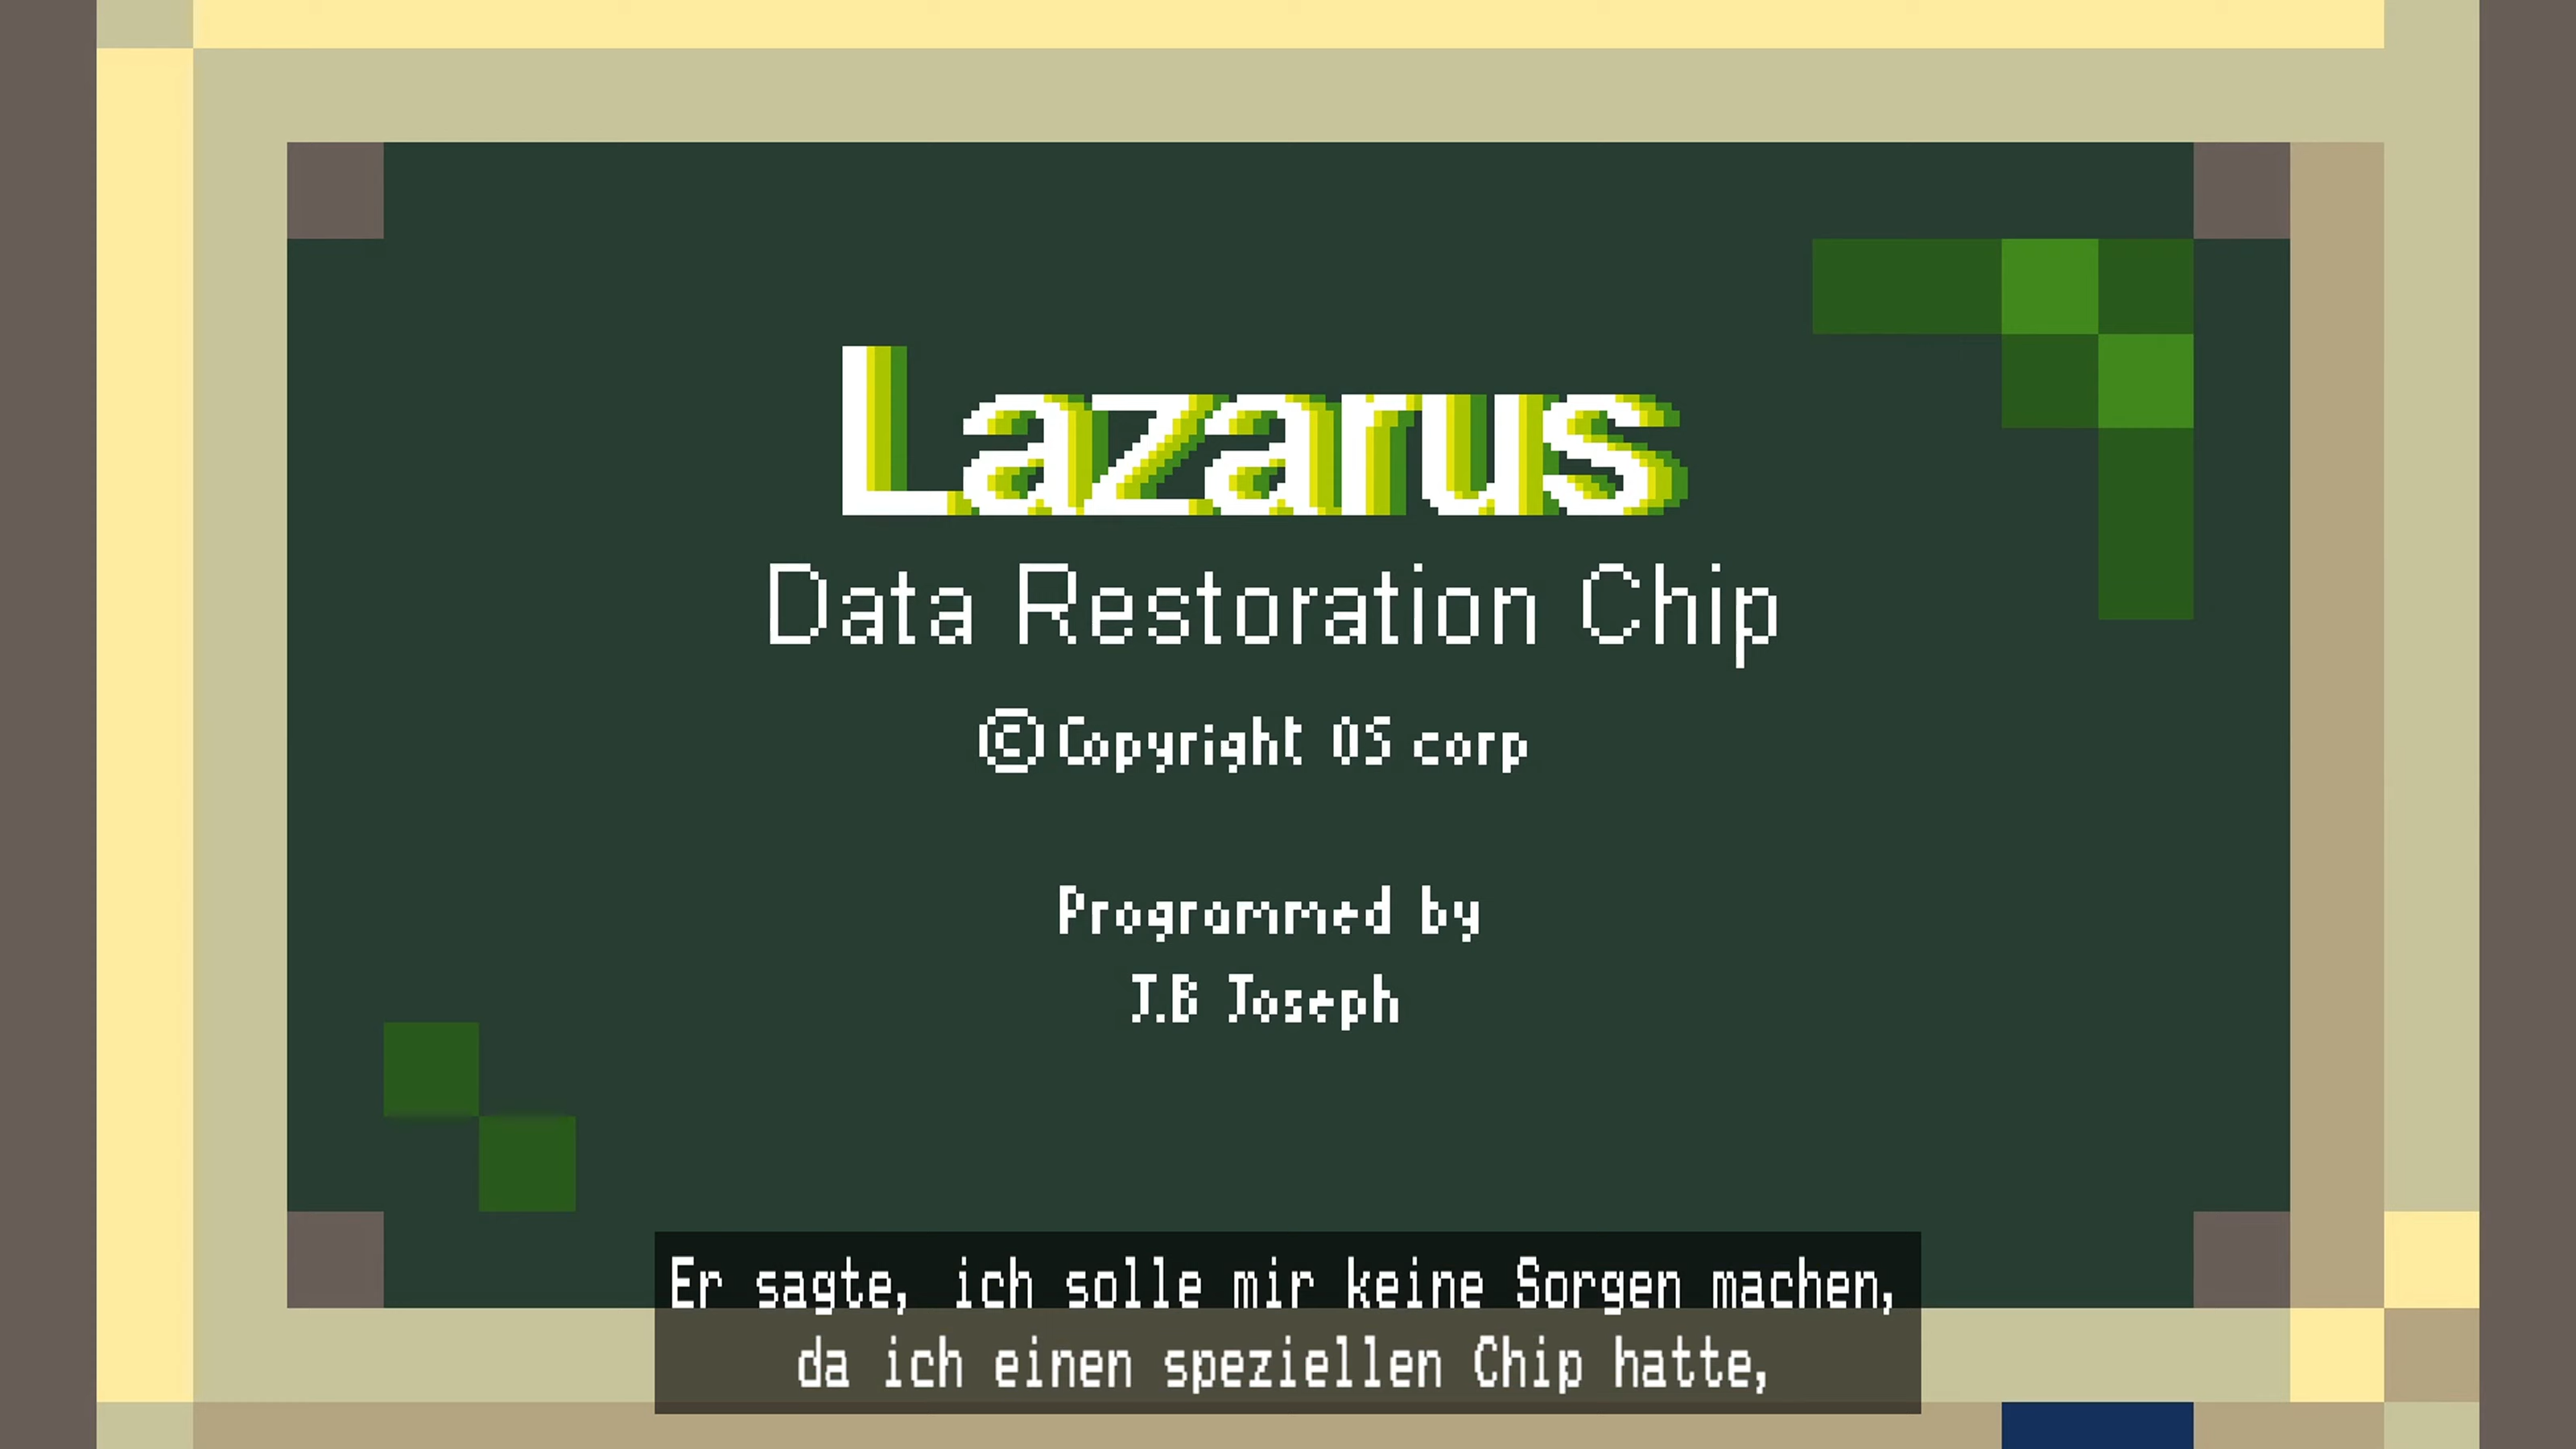 Lazarus
Data Restoration Chip
©Copyright OS corp
Programmed by
J.B Joseph
Er sagte, ich solle mir keine Sorgen machen,
da ich einen speziellen Chip hatte,